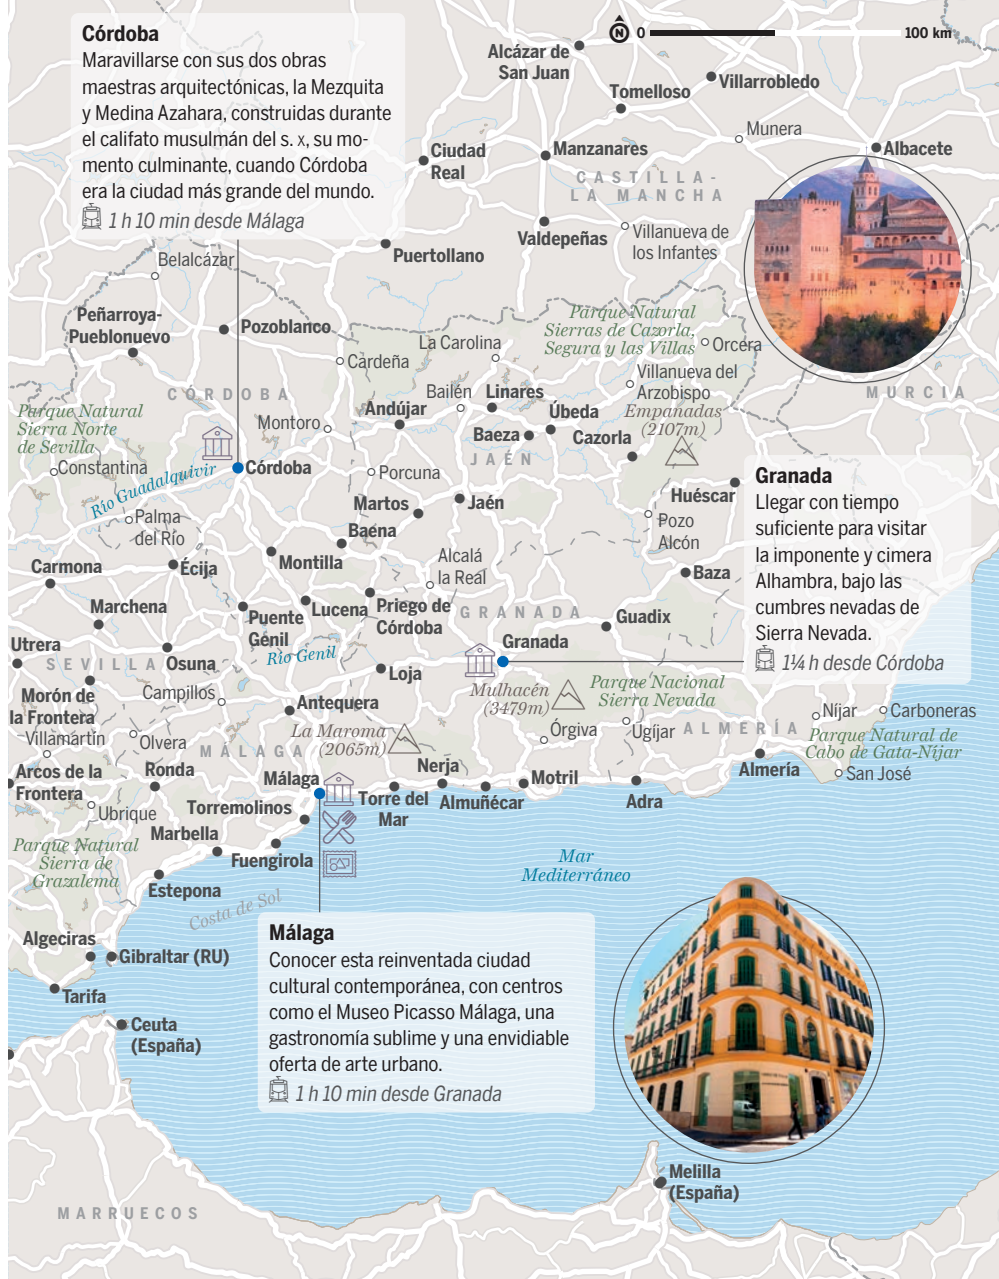 Córdoba
Maravillarse con sus dos obras
maestras arquitectónicas, la Mezquita
y Medina Azahara, construidas durante
el califato musulmán del s. X, su mo-
mento culminante, cuando Córdoba
era la ciudad más grande del mundo.
1 h 10 min desde Málaga
N 0 100 km
Alcázar de
San Juan
Tomelloso
Villarrobledo
Munera
Albacete
Ciudad
Real
Manzanares
CASTILLA-
LA MANCHA
Valdepeñas
Villanueva de
los Infantes
Puertollano
Belalcázar
Peñarroya-
Pueblonuevo
Pozoblanco
Parque Natural
Sierras de Cazorla,
Segura y las Villas
Orcera
La Carolina
Cardeña
Villanueva del
Arzobispo
MURCIA
CÓRDOBA
Bailén
Linares
Andújar
Úbeda
Empanadas
(2107m)
Parque Natural
Sierra Norte
de Sevilla
Montoro
Baeza
Cazorla
JAÉN
Constantina
Córdoba
Porcuna
Río Guadalquivir
Huéscar
Granada
Llegar con tiempo
suficiente para visitar
la imponente y cimera
Alhambra, bajo las
cumbres nevadas de
Sierra Nevada.
1¼ h desde Córdoba
Martos
Jaén
Palma
del Río
Baena
Pozo
Alcón
Carmona
Écija
Montilla
Alcalá
la Real
Baza
Marchena
Puente
Génil
Lucena
Priego de
Córdoba
GRANADA
Guadix
Utrera
SEVILLA
Osuna
Río Genil
Granada
Loja
Morón de
la Frontera
Campillos
Antequera
Mulhacén
(3479m)
Parque Nacional
Sierra Nevada
Villamartín
Olvera
MÁLAGA
La Maroma
(2065m)
Órgiva
Ugíjar
ALMERÍA
Níjar
Carboneras
Parque Natural de
Cabo de Gata-Níjar
San José
Arcos de la
Frontera
Ronda
Málaga
Nerja
Motril
Almería
Ubrique
Torremolinos
Torre del
Mar
Almuñécar
Adra
Parque Natural
Sierra de
Grazalema
Marbella
Fuengirola
Mar
Mediterráneo
Estepona
Costa de Sol
Algeciras
Gibraltar (RU)
Málaga
Conocer esta reinventada ciudad
cultural contemporánea, con centros
como el Museo Picasso Málaga, una
gastronomía sublime y una envidiable
oferta de arte urbano.
1 h 10 min desde Granada
Tarifa
Ceuta
(España)
Melilla
(España)
MARRUECOS